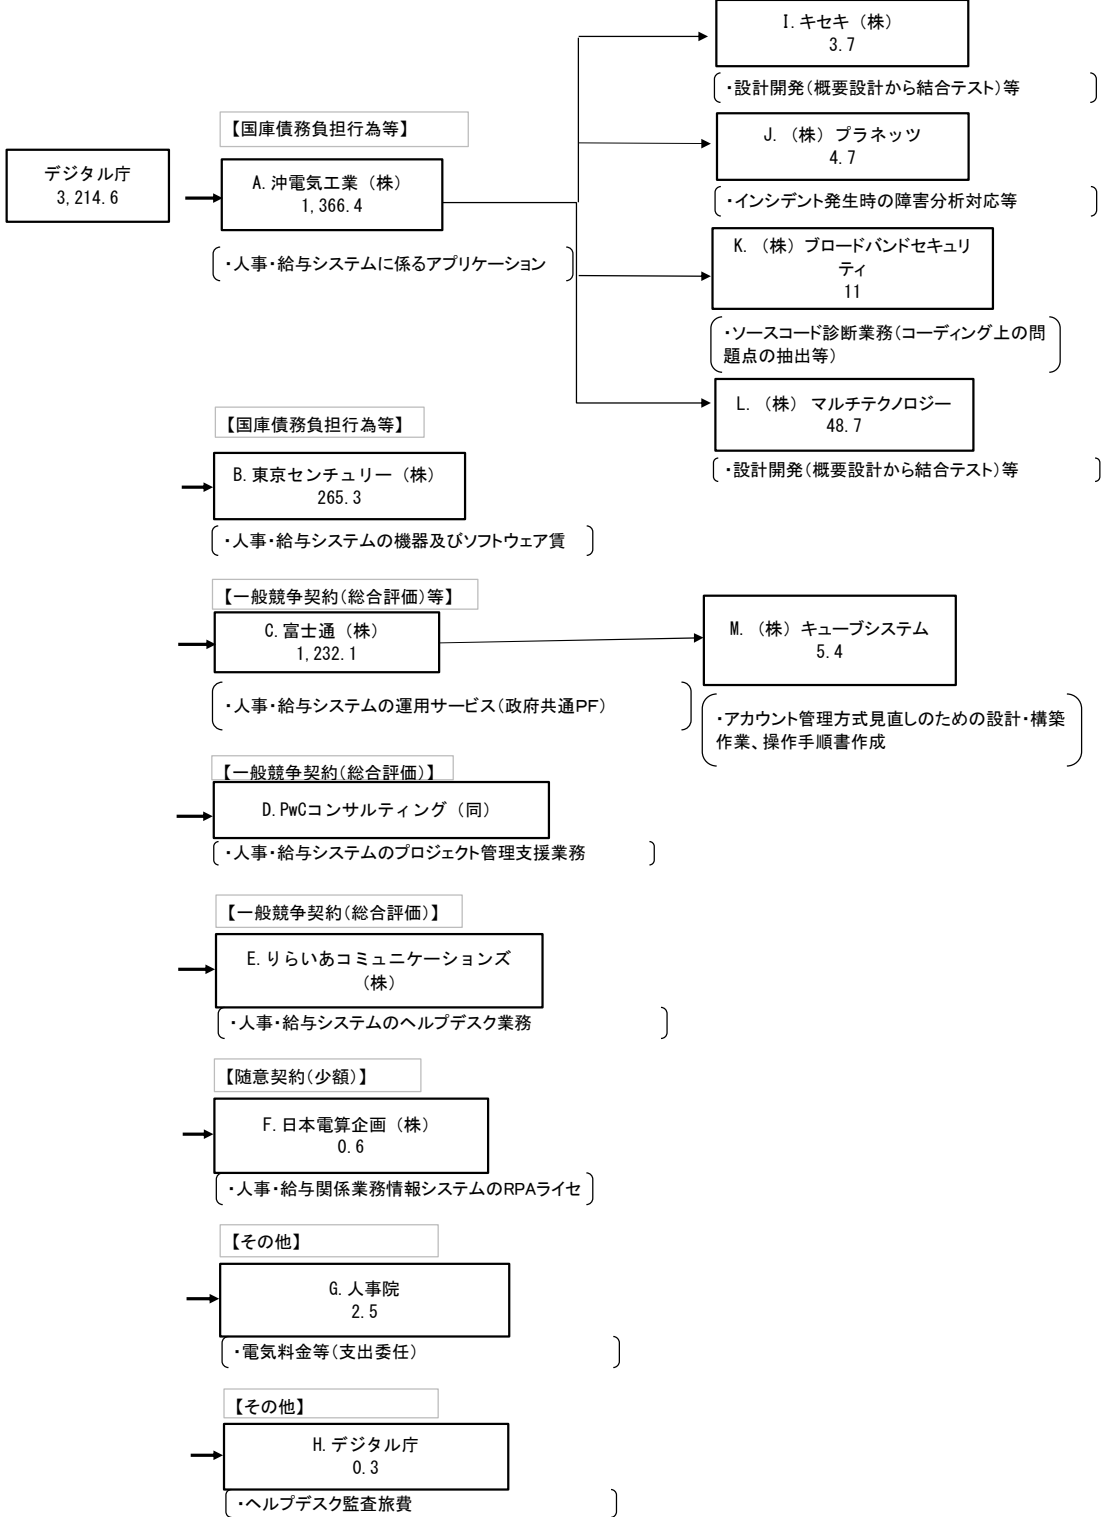 デジタル庁
3,214.6
【国庫債務負担行為等】
A.沖電気工業（株）
1,366.4
・人事・給与システムに係るアプリケーション
I.キセキ（株）
3.7
・設計開発（概要設計から結合テスト）等
J.（株）プラネッツ
4.7
・インシデント発生時の障害分析対応等
K.（株）ブロードバンドセキュリ
ティ
11
・ソースコード診断業務（コーディング上の問
題点の抽出等）
L.（株） マルチテクノロジー
48.7
・設計開発（概要設計から結合テスト）等
【国庫債務負担行為等】
B.東京センチュリー（株）
265.3
・人事・給与システムの機器及びソフトウェア賃
【一般競争契約（総合評価）等】
C.富士通（株）
1,232.1
・人事・給与システムの運用サービス（政府共通PF）
M.（株）キューブシステム
5.4
・アカウント管理方式見直しのための設計・構築
作業、操作手順書作成
【一般競争契約（総合評価）】
D.PwCコンサルティング（同）
・人事・給与システムのプロジェクト管理支援業務
【一般競争契約（総合評価）】
E.りらいあコミュニケーションズ
（株）
・人事・給与システムのヘルプデスク業務
【随意契約（少額）】
F.日本電算企画（株）
0.6
・人事・給与関係業務情報システムのRPAライセ
【その他】
G.人事院
2.5
・電気料金等（支出委任）
【その他】
H.デジタル庁
0.3
・ヘルプデスク監査旅費